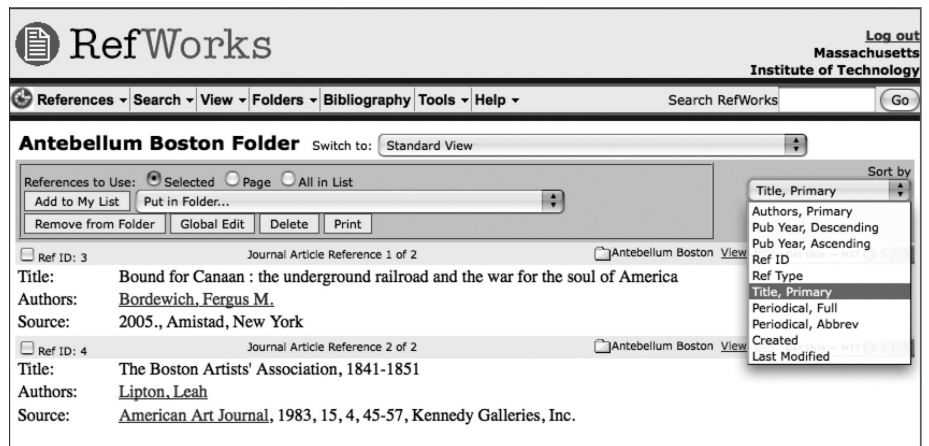 RefWorks
Log out
Massachusetts
Institute of Technology
References Search View Folders Bibliography Tools Help Search RefWorks Go
Antebellum Boston Folder Switch to: Standard View
References to Use: Selected Page All in List
Add to My List Put in Folder...
Remove from Folder Global Edit Delete Print
Sort by
Title, Primary
Authors, Primary
Pub Year, Descending
Pub Year, Ascending
Ref ID
Ref Type
Title, Primary
Periodical, Full
Periodical, Abbrev
Created
Last Modified
Ref ID: 3 Journal Article Reference 1 of 2 Antebellum Boston View
Title: Bound for Canaan : the underground railroad and the war for the soul of America
Authors: Bordewich, Fergus M.
Source: 2005., Amistad, New York
Ref ID: 4 Journal Article Reference 2 of 2 Antebellum Boston View
Title: The Boston Artists' Association, 1841-1851
Authors: Lipton, Leah
Source: American Art Journal, 1983, 15, 4, 45-57, Kennedy Galleries, Inc.